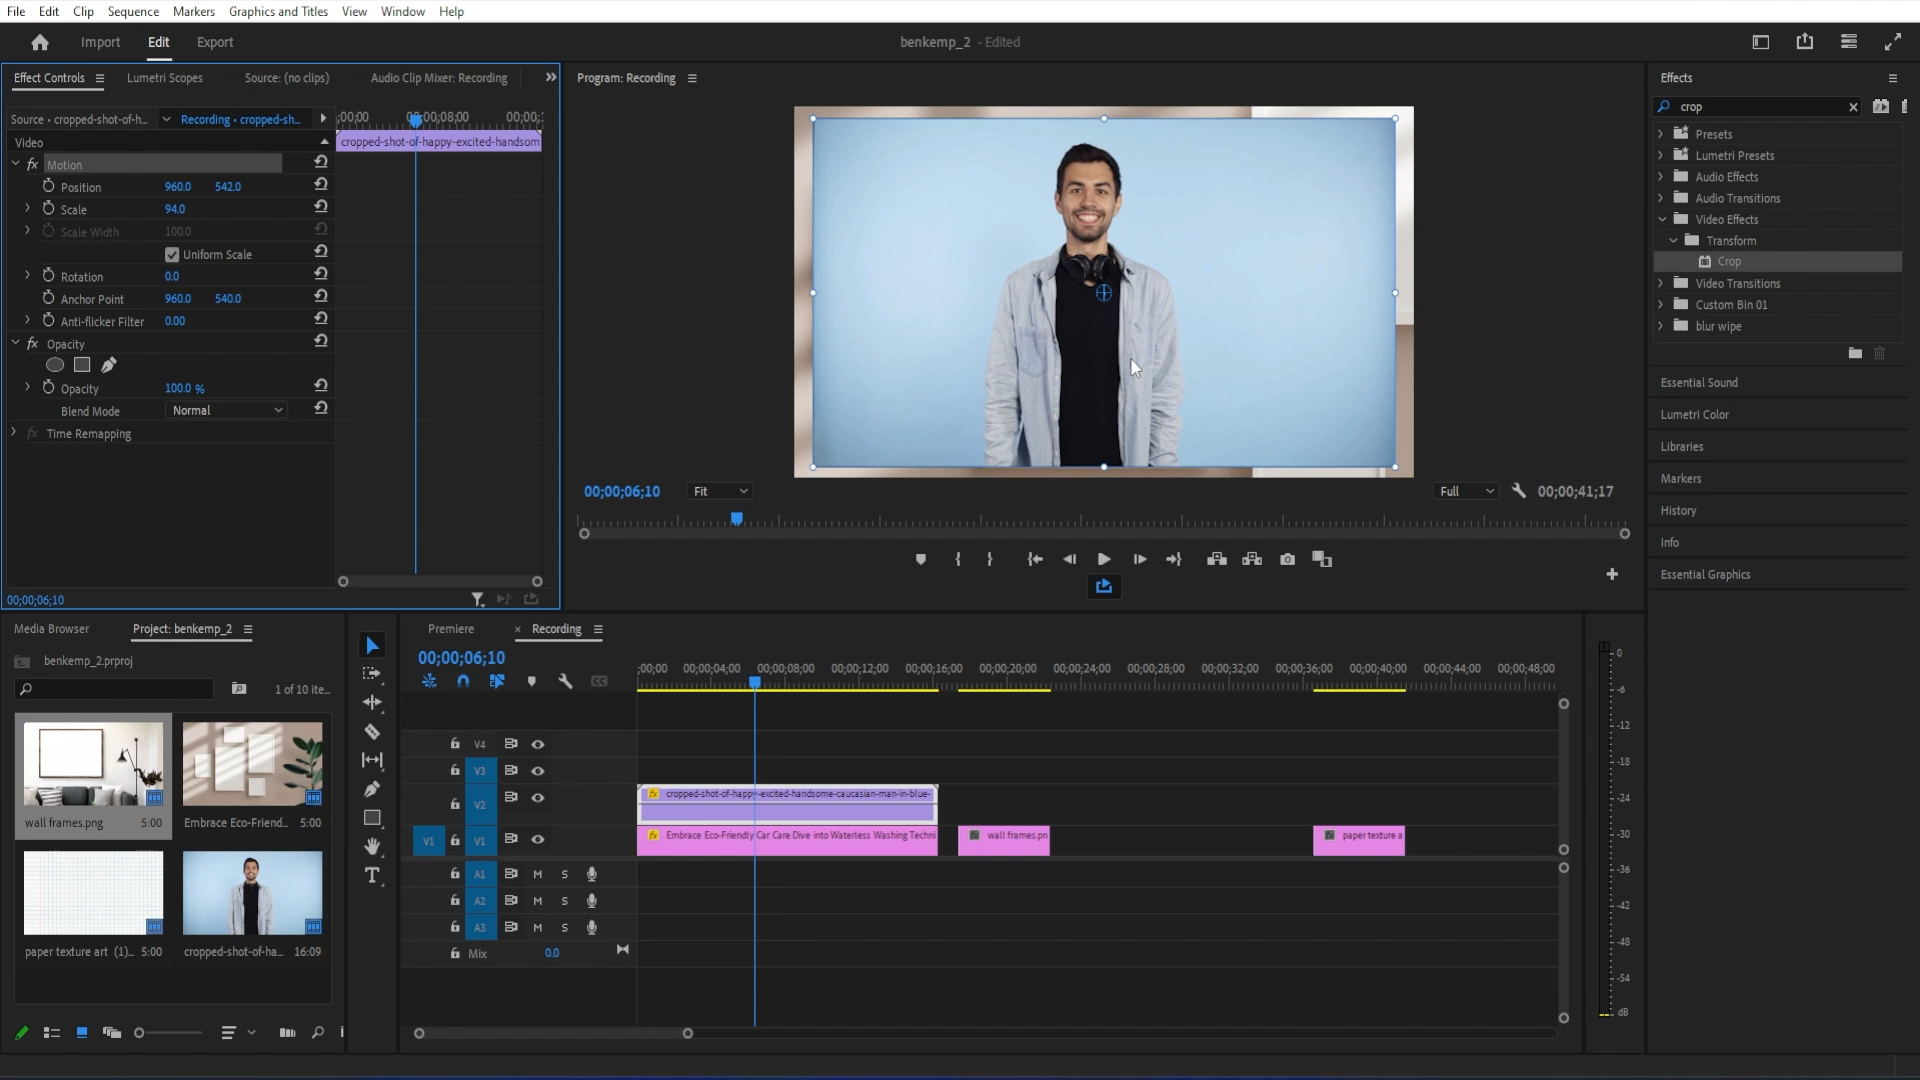 File Edit Clip Sequence Markers Graphics and Titles View Window Help
Import Edit Export benkemp_2 - Edited
Effect Controls Lumetri Scopes Source: (no clips) Audio Clip Mixer: Recording
Program: Recording
Effects
Source • cropped-shot-of-h... Recording • cropped-sh...
;00;00 00;00;08;00 00;00;:
crop
Video
cropped-shot-of-happy-excited-handsom
Motion
Position 960.0 542.0
Scale 94.0
Scale Width 100.0
Uniform Scale
Rotation 0.0
Anchor Point 960.0 540.0
Anti-flicker Filter 0.00
Opacity
Opacity 100.0 %
Blend Mode Normal
Time Remapping
00;00;06;10
Presets
Lumetri Presets
Audio Effects
Audio Transitions
Video Effects
Transform
Crop
Video Transitions
Custom Bin 01
blur wipe
Essential Sound
Lumetri Color
Libraries
Markers
History
Info
Essential Graphics
00;00;06;10 Fit Full 00;00;41;17
Media Browser Project: benkemp_2
benkemp_2.prproj
1 of 10 ite...
wall frames.png 5:00
Embrace Eco-Friend... 5:00
paper texture art (1)... 5:00
cropped-shot-of-ha... 16:09
Premiere × Recording
00;00;06;10
;00;00 00;00;04;00 00;00;08;00 00;00;12;00 00;00;16;00 00;00;20;00 00;00;24;00 00;00;28;00 00;00;32;00 00;00;36;00 00;00;40;00 00;00;44;00 00;00;48;00
V4
V3
V2
cropped-shot-of-happy-excited-handsome-caucasian-man-in-blue-
V1 V1
Embrace Eco-Friendly Car Care Dive into Waterless Washing Techni
wall frames.pn
paper texture a
A1 M S
A2 M S
A3 M S
Mix 0.0
0
-6
-12
-18
-24
-30
-36
-42
-48
-54
dB